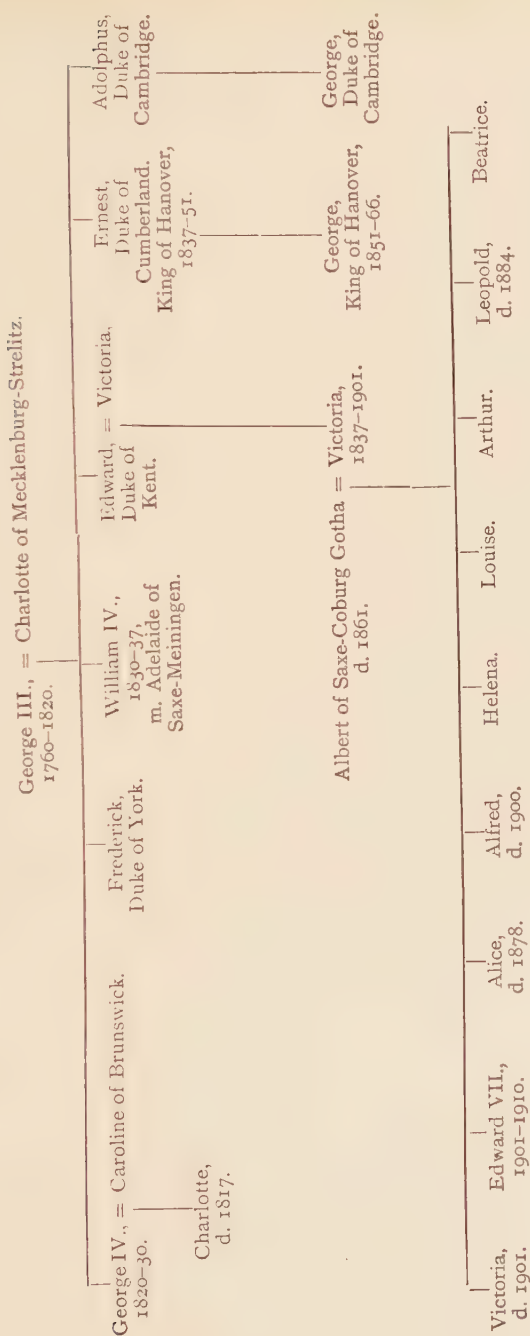 George III., = Charlotte of Mecklenburg-Strelitz.
1760–1820.
George IV., = Caroline of Brunswick.
1820–30.
Frederick,
Duke of York.
William IV.,
1830–37,
m. Adelaide of
Saxe-Meiningen.
Edward, = Victoria.
Duke of
Kent.
Ernest,
Duke of
Cumberland.
King of Hanover,
1837–51.
Adolphus,
Duke of
Cambridge.
Charlotte,
d. 1817.
Albert of Saxe-Coburg Gotha = Victoria,
d. 1861.
1837–1901.
George,
King of Hanover,
1851–66.
George,
Duke of
Cambridge.
Victoria,
d. 1901.
Edward VII.,
1901–1910.
Alice,
d. 1878.
Alfred,
d. 1900.
Helena.
Louise.
Arthur.
Leopold,
d. 1884.
Beatrice.